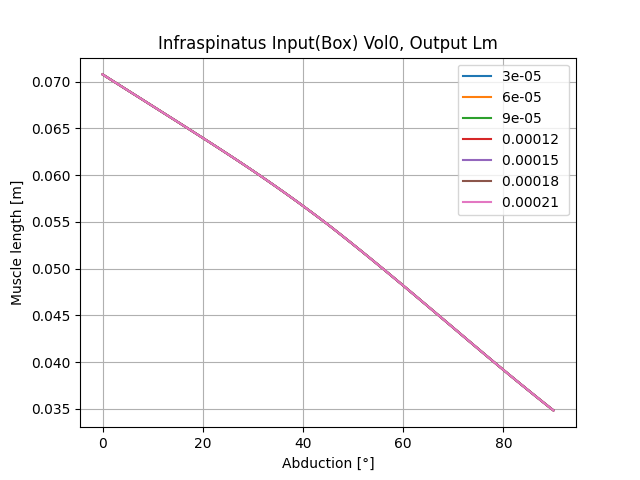 Infraspinatus Input(Box) Vol0, Output Lm
0.070
0.065
0.060
0.055
0.050
0.045
0.040
0.035
Muscle length [m]
3e-05
6e-05
9e-05
0.00012
0.00015
0.00018
0.00021
0 20 40 60 80
Abduction [°]